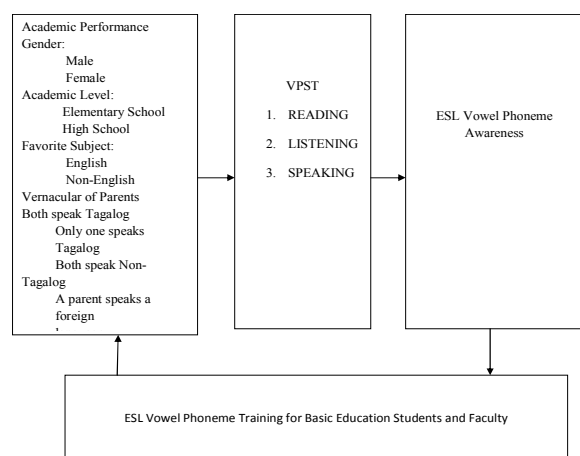 Academic Performance
Gender:
Male
Female
Academic Level:
Elementary School
High School
Favorite Subject:
English
Non-English
Vernacular of Parents
Both speak Tagalog
Only one speaks
Tagalog
Both speak Non-
Tagalog
A parent speaks a
foreign
VPST
1. READING
2. LISTENING
3. SPEAKING
ESL Vowel Phoneme
Awareness
ESL Vowel Phoneme Training for Basic Education Students and Faculty